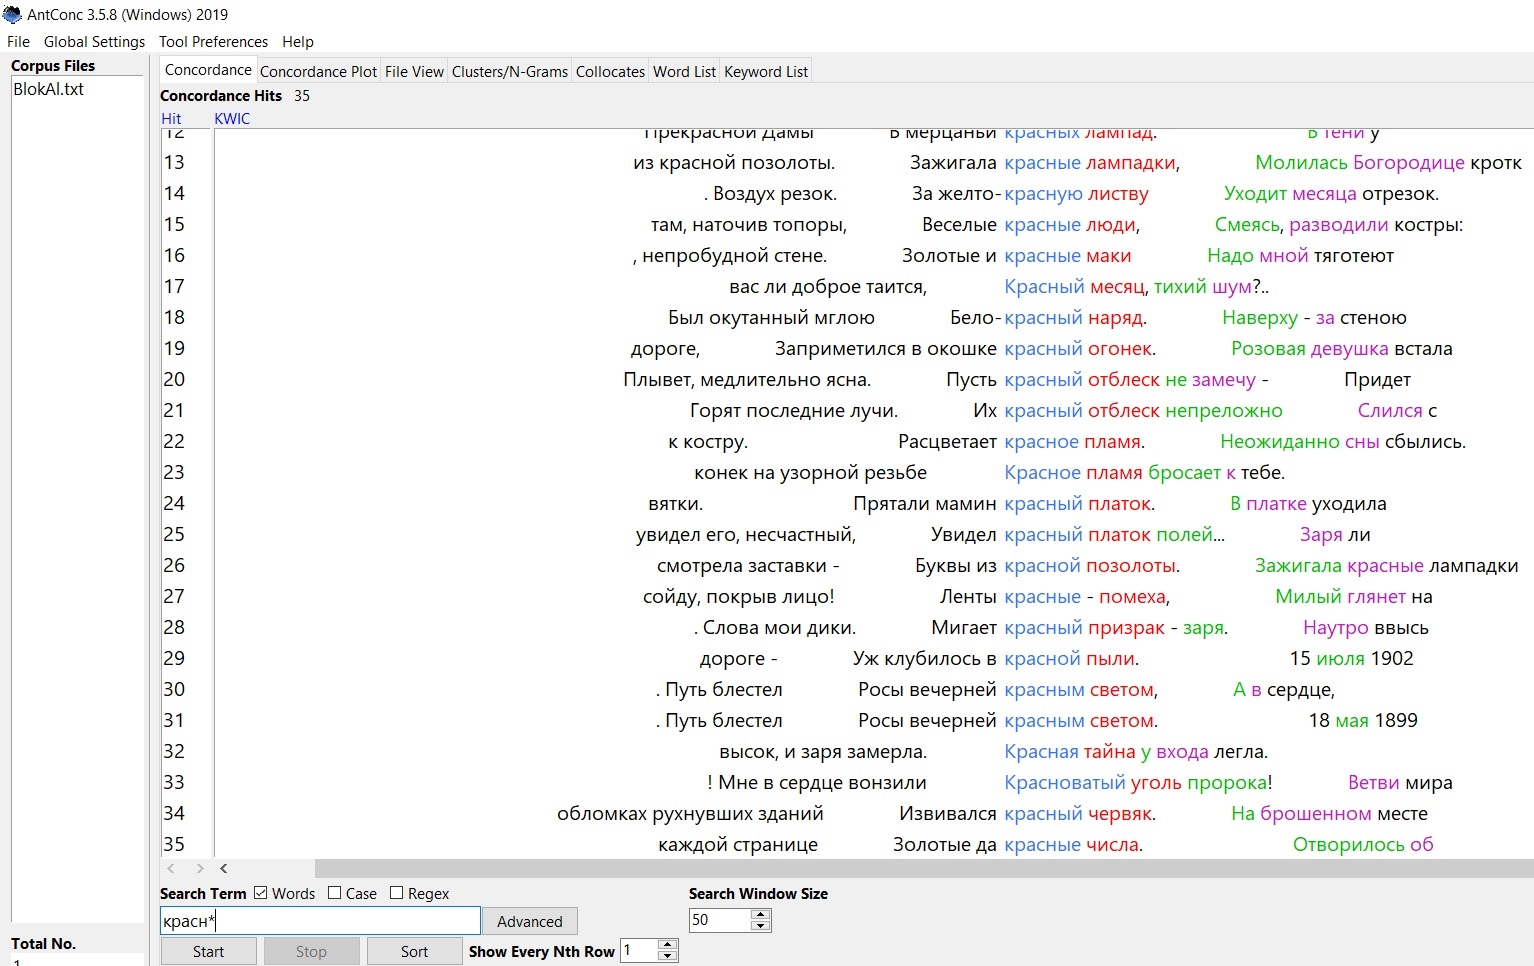 AntConc 3.5.8 (Windows) 2019
File Global Settings Tool Preferences Help
Corpus Files
BlokAl.txt
Concordance Concordance Plot File View Clusters/N-Grams Collocates Word List Keyword List
Concordance Hits 35
Hit KWIC
12 Прекрасной Дамы В мерцаньи красных лампад. В тени у
13 из красной позолоты. Зажигала красные лампадки, Молилась Богородице кротк
14 . Воздух резок. За желто-красную листву Уходит месяца отрезок.
15 там, наточив топоры, Веселые красные люди, Смеясь, разводили костры:
16 , непробудной стене. Золотые и красные маки Надо мной тяготеют
17 вас ли доброе таится, Красный месяц, тихий шум?..
18 Был окутанный мглою Бело-красный наряд. Наверху - за стеною
19 дороге, Заприметился в окошке красный огонек. Розовая девушка встала
20 Плывет, медлительно ясна. Пусть красный отблеск не замечу - Придет
21 Горят последние лучи. Их красный отблеск непреложно Слился с
22 к костру. Расцветает красное пламя. Неожиданно сны сбылись.
23 конек на узорной резьбе Красное пламя бросает к тебе.
24 вятки. Прятали мамин красный платок. В платке уходила
25 увидел его, несчастный, Увидел красный платок полей... Заря ли
26 смотрела заставки - Буквы из красной позолоты. Зажигала красные лампадки
27 сойду, покрыв лицо! Ленты красные - помеха, Милый глянет на
28 . Слова мои дики. Мигает красный призрак - заря. Наутро ввысь
29 дороге - Уж клубилось в красной пыли. 15 июля 1902
30 . Путь блестел Росы вечерней красным светом, А в сердце,
31 . Путь блестел Росы вечерней красным светом. 18 мая 1899
32 высок, и заря замерла. Красная тайна у входа легла.
33 ! Мне в сердце вонзили Красноватый уголь пророка! Ветви мира
34 обломках рухнувших зданий Извивался красный червяк. На брошенном месте
35 каждой странице Золотые да красные числа. Отворилось об
Search Term Words Case Regex Search Window Size
красн* Advanced 50
Total No.
1
Start Stop Sort Show Every Nth Row 1